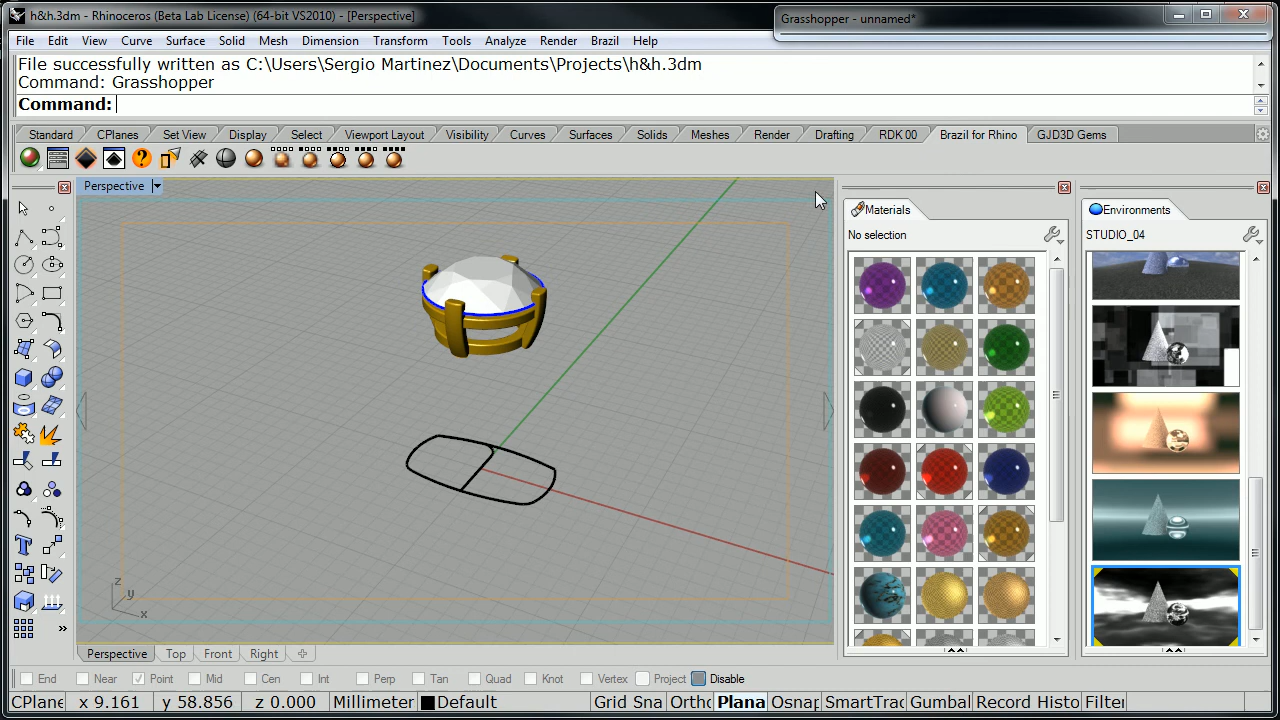 h&h.3dm - Rhinoceros (Beta Lab License) (64-bit VS2010) - [Perspective]
Grasshopper - unnamed*
File Edit View Curve Surface Solid Mesh Dimension Transform Tools Analyze Render Brazil Help
File successfully written as C:\Users\Sergio Martinez\Documents\Projects\h&h.3dm
Command: Grasshopper
Command:
Standard CPlanes Set View Display Select Viewport Layout Visibility Curves Surfaces Solids Meshes Render Drafting RDK 00 Brazil for Rhino GJD3D Gems
Perspective
Materials
Environments
No selection
STUDIO_04
z
y
x
Perspective Top Front Right
End Near Point Mid Cen Int Perp Tan Quad Knot Vertex Project Disable
CPlane x 9.161 y 58.856 z 0.000 Millimeter Default Grid Sna Ortho Plana Osnap SmartTrac Gumbal Record Histo Filter